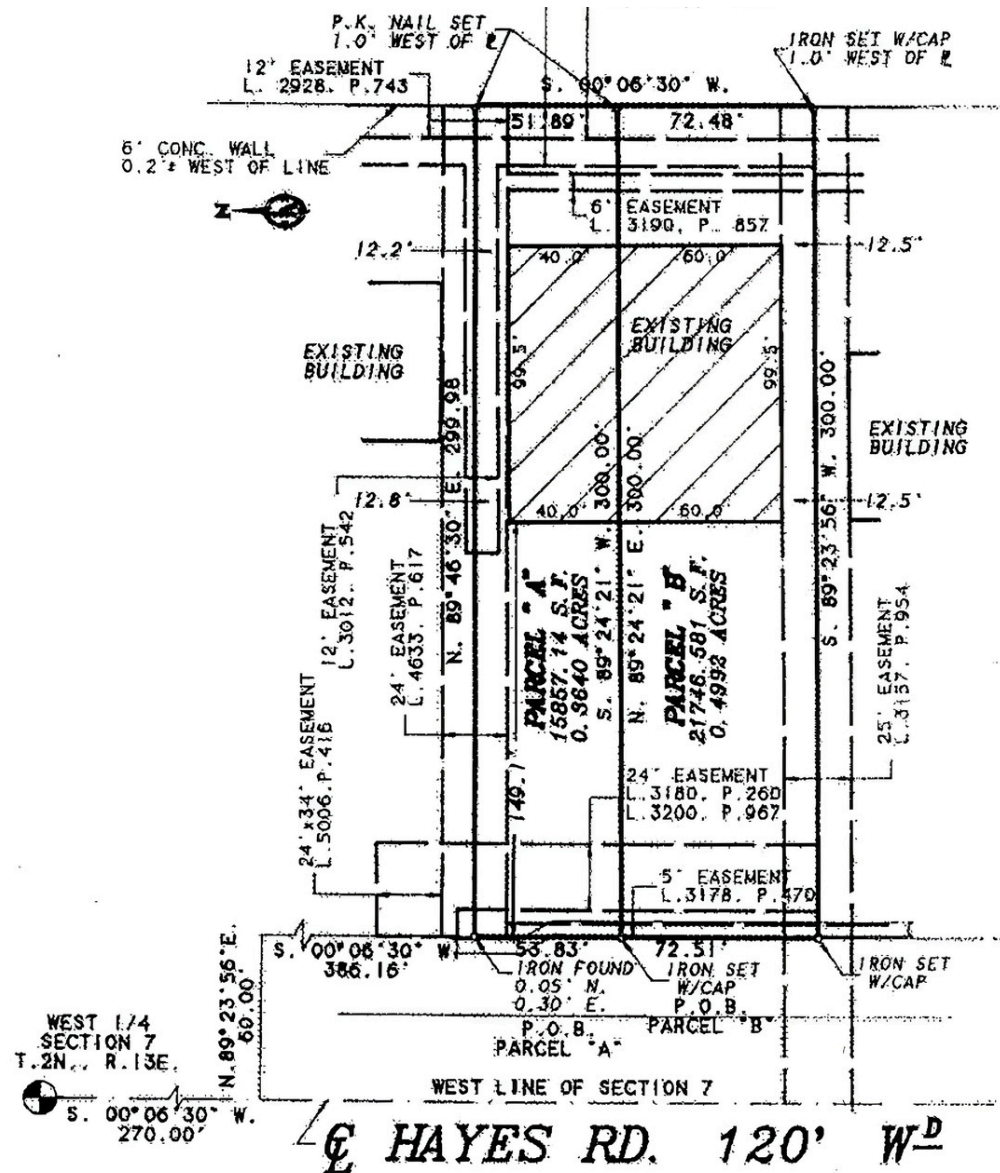 P.K. NAIL SET
1.0' WEST OF ℄
IRON SET W/CAP
1.0' WEST OF ℄
12' EASEMENT
L. 2928, P.743
S. 00°06'30" W.
51.89'
72.48'
6' CONC. WALL
0.2'± WEST OF LINE
N
6' EASEMENT
L. 3190, P. 857
12.2'
12.5'
40.0'
60.0'
EXISTING
BUILDING
EXISTING
BUILDING
99.5'
99.5'
EXISTING
BUILDING
N. 89°46'30" E. 299.98
300.00'
300.00'
S. 89°23'56" W. 300.00'
12.8'
12.5'
40.0'
60.0'
12' EASEMENT
L.3012, P.542
24' EASEMENT
L.4633, P.617
PARCEL "A"
15857.14 S.F.
0.3640 ACRES
S. 89°24'21" W.
N. 89°24'21" E.
PARCEL "B"
21746.581 S.F.
0.4992 ACRES
25' EASEMENT
L.3157, P.954
24'x34' EASEMENT
L.5006, P.416
149.1
24' EASEMENT
L.3180, P.260
L.3200, P.967
5' EASEMENT
L.3178, P.470
S. 00°06'30" W.
386.16'
53.83'
72.51'
N.89°23'56"E.
60.00'
IRON FOUND
0.05' N.
0.30' E.
P.O.B.
PARCEL "A"
IRON SET
W/CAP
P.O.B.
PARCEL "B"
IRON SET
W/CAP
WEST 1/4
SECTION 7
T.2N., R.13E.
WEST LINE OF SECTION 7
S. 00°06'30" W.
270.00'
℄ HAYES RD. 120' WD